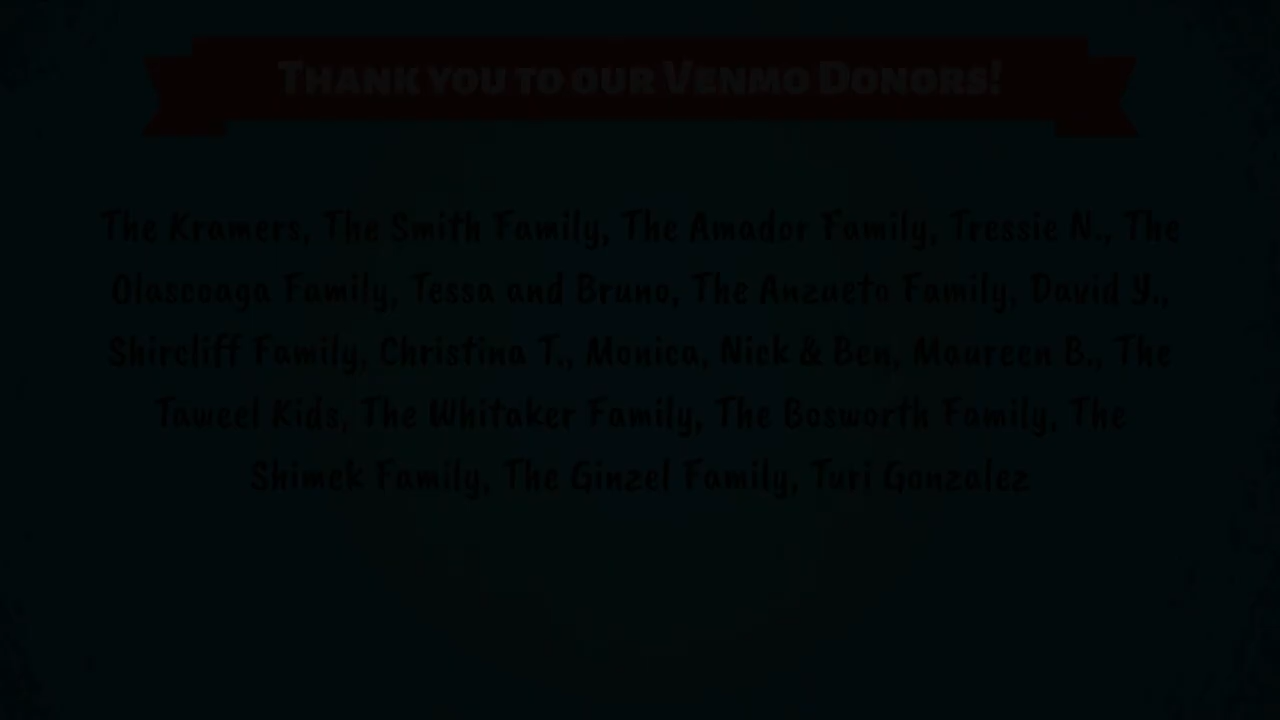 Thank you to our Venmo Donors!
The Kramers, The Smith Family, The Amador Family, Tressie N., The
Olascoaga Family, Tessa and Bruno, The Anzueto Family, David Y.,
Shircliff Family, Christina T., Monica, Nick & Ben, Maureen B., The
Taweel Kids, The Whitaker Family, The Bosworth Family, The
Shimek Family, The Ginzel Family, Turi Gonzalez